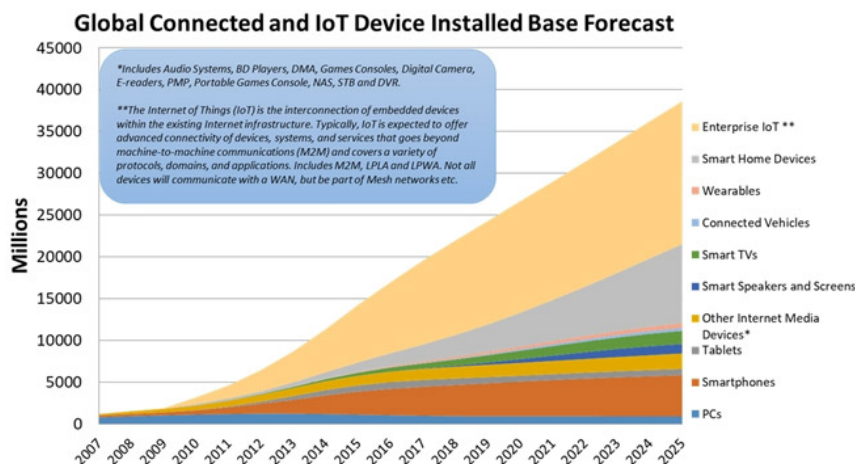 Global Connected and IoT Device Installed Base Forecast
45000
40000
35000
30000
25000
20000
15000
10000
5000
0
Millions
*Includes Audio Systems, BD Players, DMA, Games Consoles, Digital Camera,
E-readers, PMP, Portable Games Console, NAS, STB and DVR.
**The Internet of Things (IoT) is the interconnection of embedded devices
within the existing Internet infrastructure. Typically, IoT is expected to offer
advanced connectivity of devices, systems, and services that goes beyond
machine-to-machine communications (M2M) and covers a variety of
protocols, domains, and applications. Includes M2M, LPLA and LPWA. Not all
devices will communicate with a WAN, but be part of Mesh networks etc.
Enterprise IoT **
Smart Home Devices
Wearables
Connected Vehicles
Smart TVs
Smart Speakers and Screens
Other Internet Media
Devices*
Tablets
Smartphones
PCs
2007
2008
2009
2010
2011
2012
2013
2014
2015
2016
2017
2018
2019
2020
2021
2022
2023
2024
2025